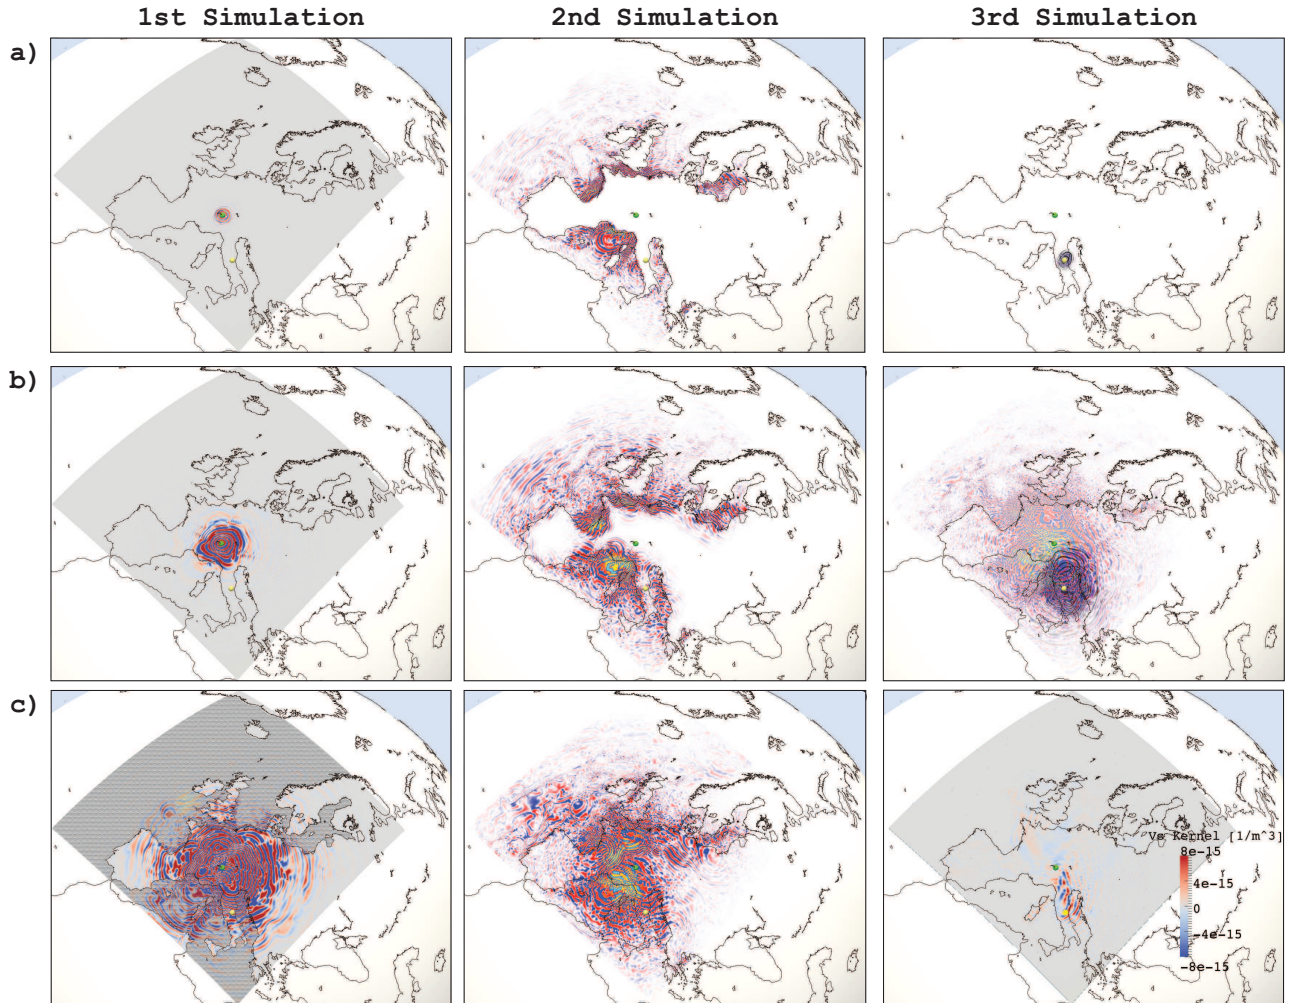 1st Simulation 2nd Simulation 3rd Simulation
a)
b)
c)
Vs Kernel [1/m^3]
8e-15
4e-15
0
-4e-15
-8e-15